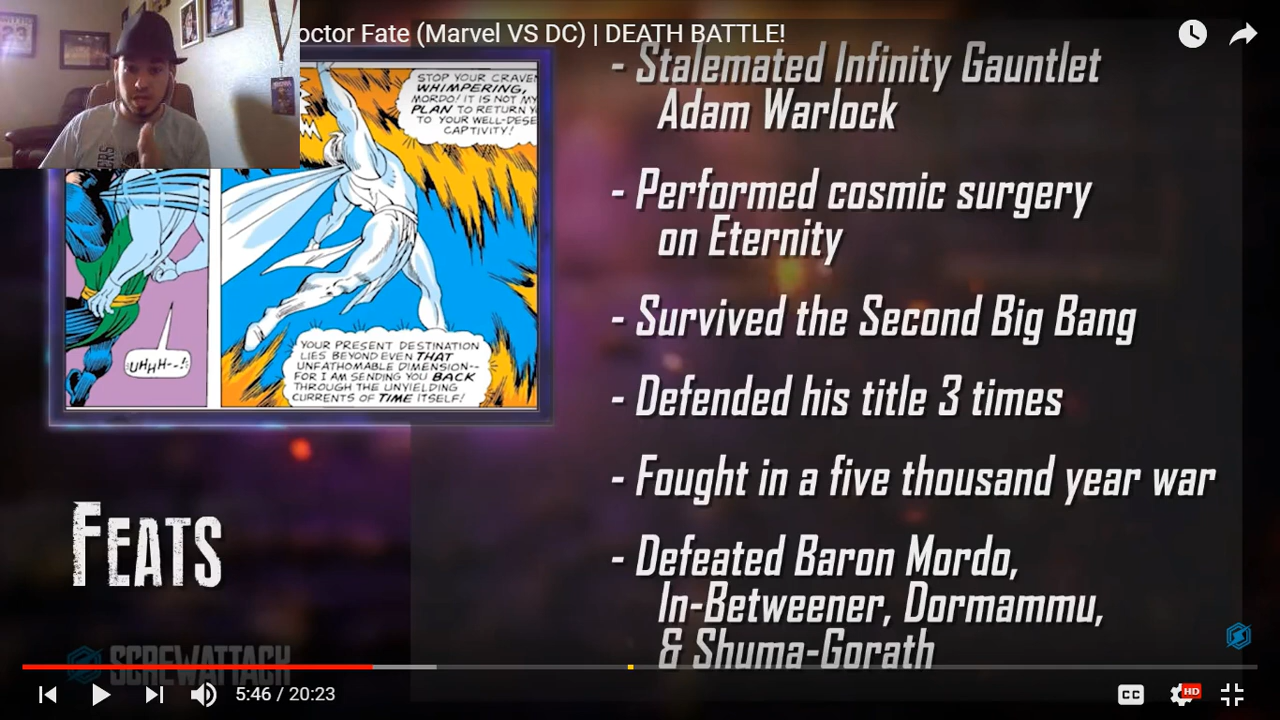 octor Fate (Marvel VS DC) | DEATH BATTLE!
- Stalemated Infinity Gauntlet
Adam Warlock
- Performed cosmic surgery
on Eternity
- Survived the Second Big Bang
- Defended his title 3 times
- Fought in a five thousand year war
- Defeated Baron Mordo,
In-Betweener, Dormammu,
& Shuma-Gorath
STOP YOUR CRAVEN
WHIMPERING,
MORDO! IT IS NOT MY
PLAN TO RETURN Y
TO YOUR WELL-DESE
CAPTIVITY!
UHHH--!
YOUR PRESENT DESTINATION
LIES BEYOND EVEN THAT
UNFATHOMABLE DIMENSION--
FOR I AM SENDING YOU BACK
THROUGH THE UNYIELDING
CURRENTS OF TIME ITSELF!
FEATS
SCREWATTACK
5:46 / 20:23
CC
HD